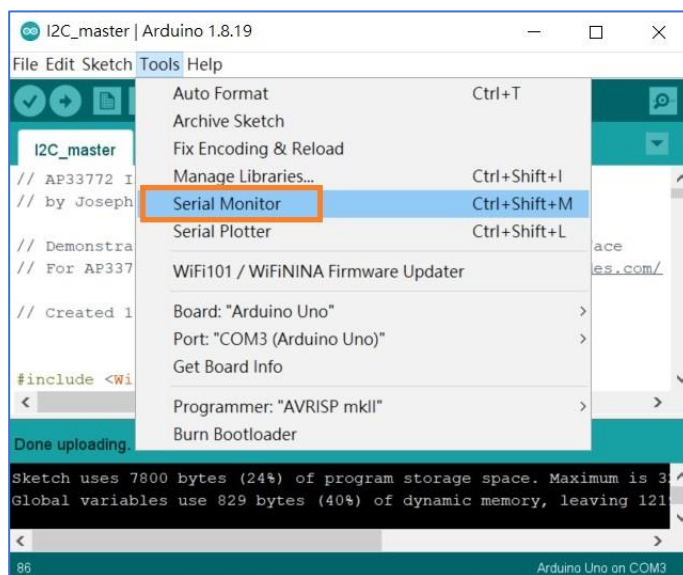 I2C_master | Arduino 1.8.19
File Edit Sketch Tools Help
Auto Format Ctrl+T
Archive Sketch
I2C_master
Fix Encoding & Reload
// AP33772 I
Manage Libraries... Ctrl+Shift+I
// by Joseph
Serial Monitor Ctrl+Shift+M
Serial Plotter Ctrl+Shift+L
// Demonstra
// For AP337
WiFi101 / WiFiNINA Firmware Updater
// Created 1
Board: "Arduino Uno"
Port: "COM3 (Arduino Uno)"
Get Board Info
#include <Wi
Programmer: "AVRISP mkII"
Burn Bootloader
Done uploading.
Sketch uses 7800 bytes (24%) of program storage space. Maximum is 3
Global variables use 829 bytes (40%) of dynamic memory, leaving 121
86 Arduino Uno on COM3